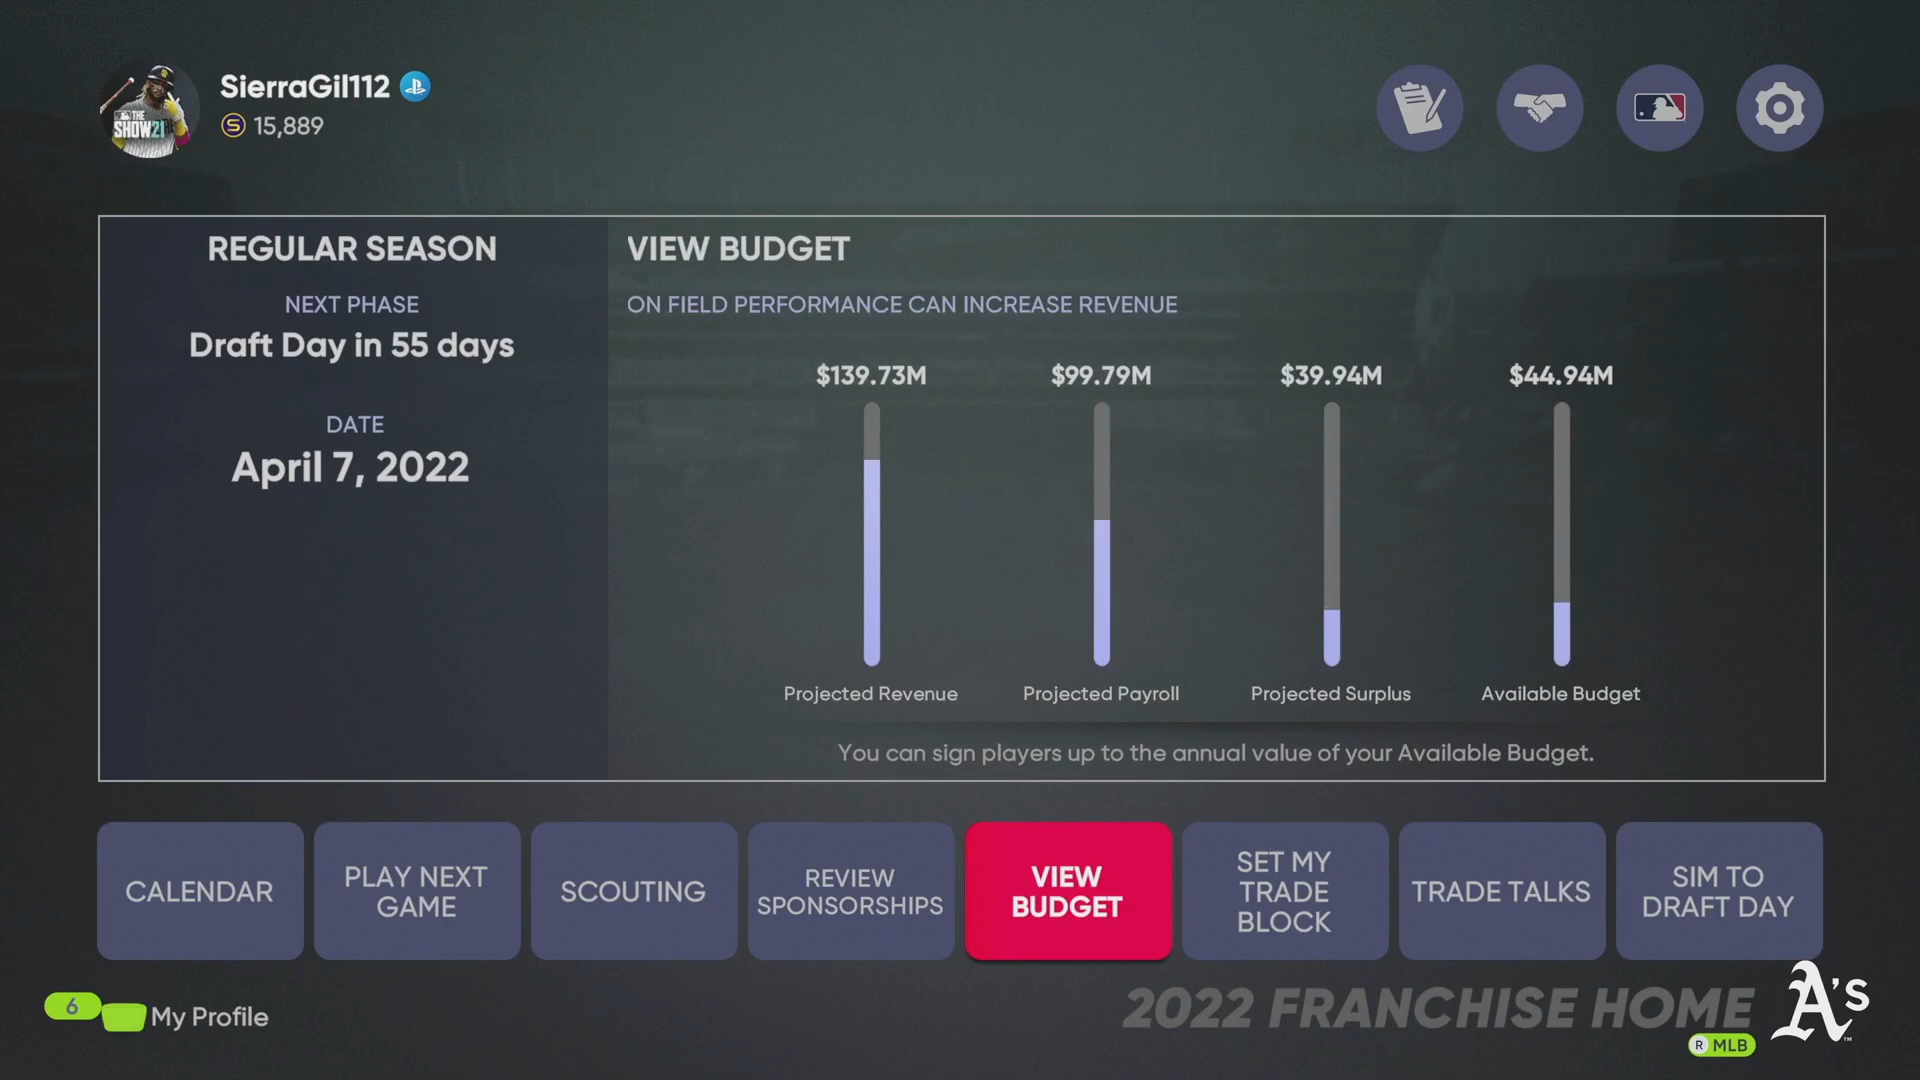 SierraGil112
15,889
THE
SHOW21
REGULAR SEASON
NEXT PHASE
Draft Day in 55 days
DATE
April 7, 2022
VIEW BUDGET
ON FIELD PERFORMANCE CAN INCREASE REVENUE
$139.73M
$99.79M
$39.94M
$44.94M
Projected Revenue
Projected Payroll
Projected Surplus
Available Budget
You can sign players up to the annual value of your Available Budget.
CALENDAR
PLAY NEXT
GAME
SCOUTING
REVIEW
SPONSORSHIPS
VIEW
BUDGET
SET MY
TRADE
BLOCK
TRADE TALKS
SIM TO
DRAFT DAY
6
My Profile
2022 FRANCHISE HOME
A's
R MLB